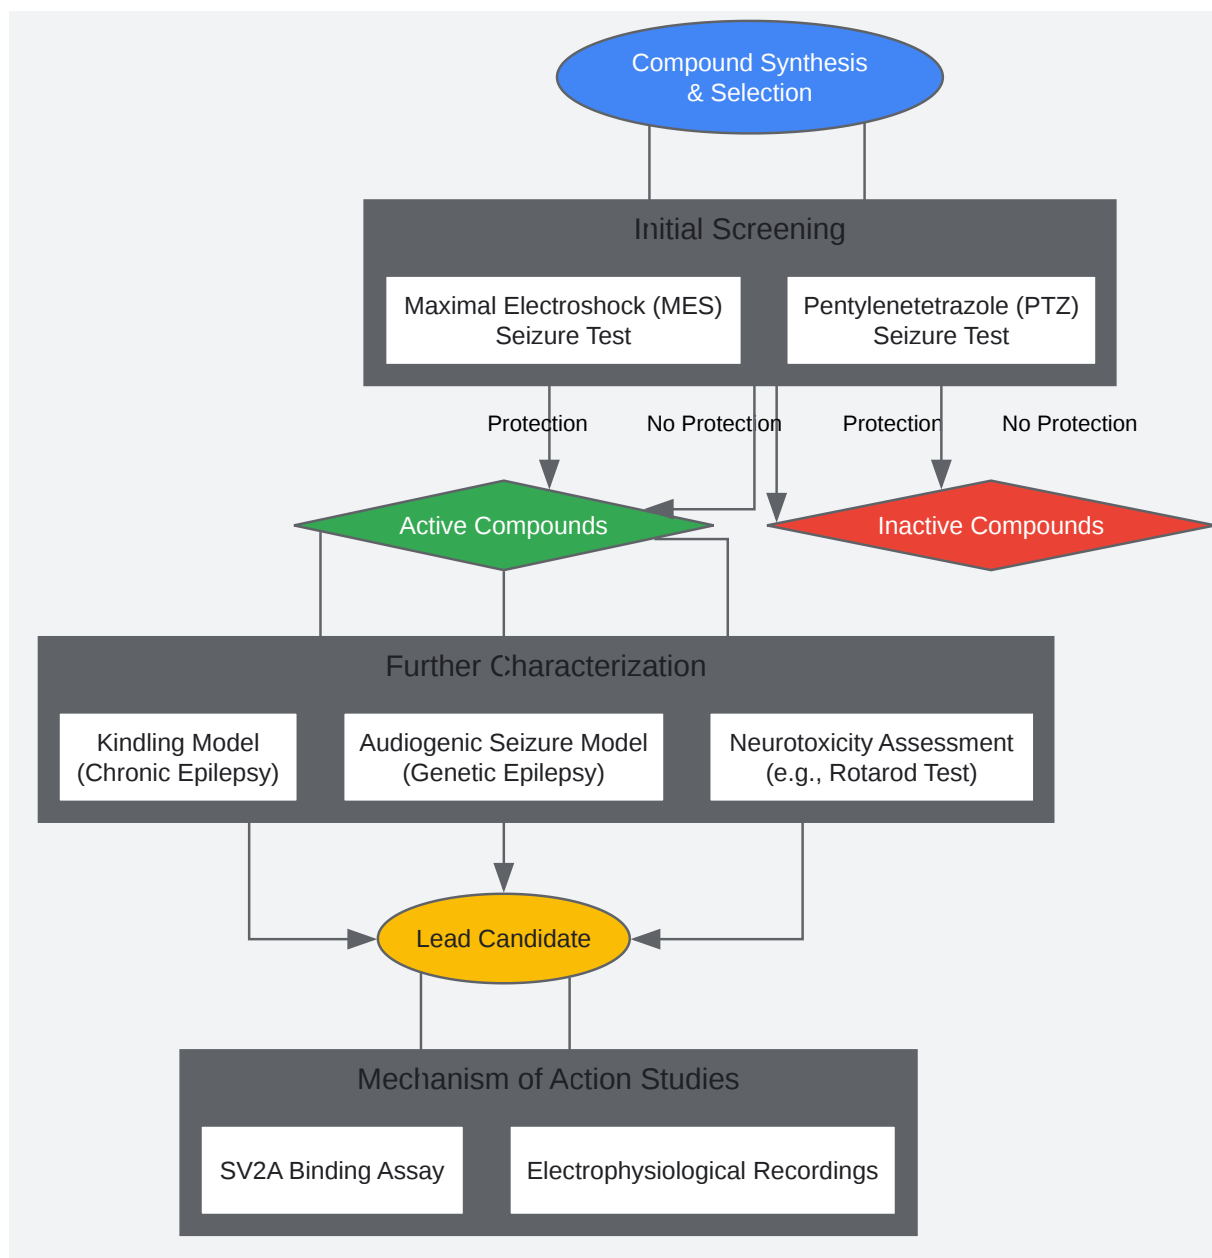 Compound Synthesis
& Selection
Initial Screening
Maximal Electroshock (MES)
Seizure Test
Pentylenetetrazole (PTZ)
Seizure Test
Protection
No Protection
Protection
No Protection
Active Compounds
Inactive Compounds
Further Characterization
Kindling Model
(Chronic Epilepsy)
Audiogenic Seizure Model
(Genetic Epilepsy)
Neurotoxicity Assessment
(e.g., Rotarod Test)
Lead Candidate
Mechanism of Action Studies
SV2A Binding Assay
Electrophysiological Recordings